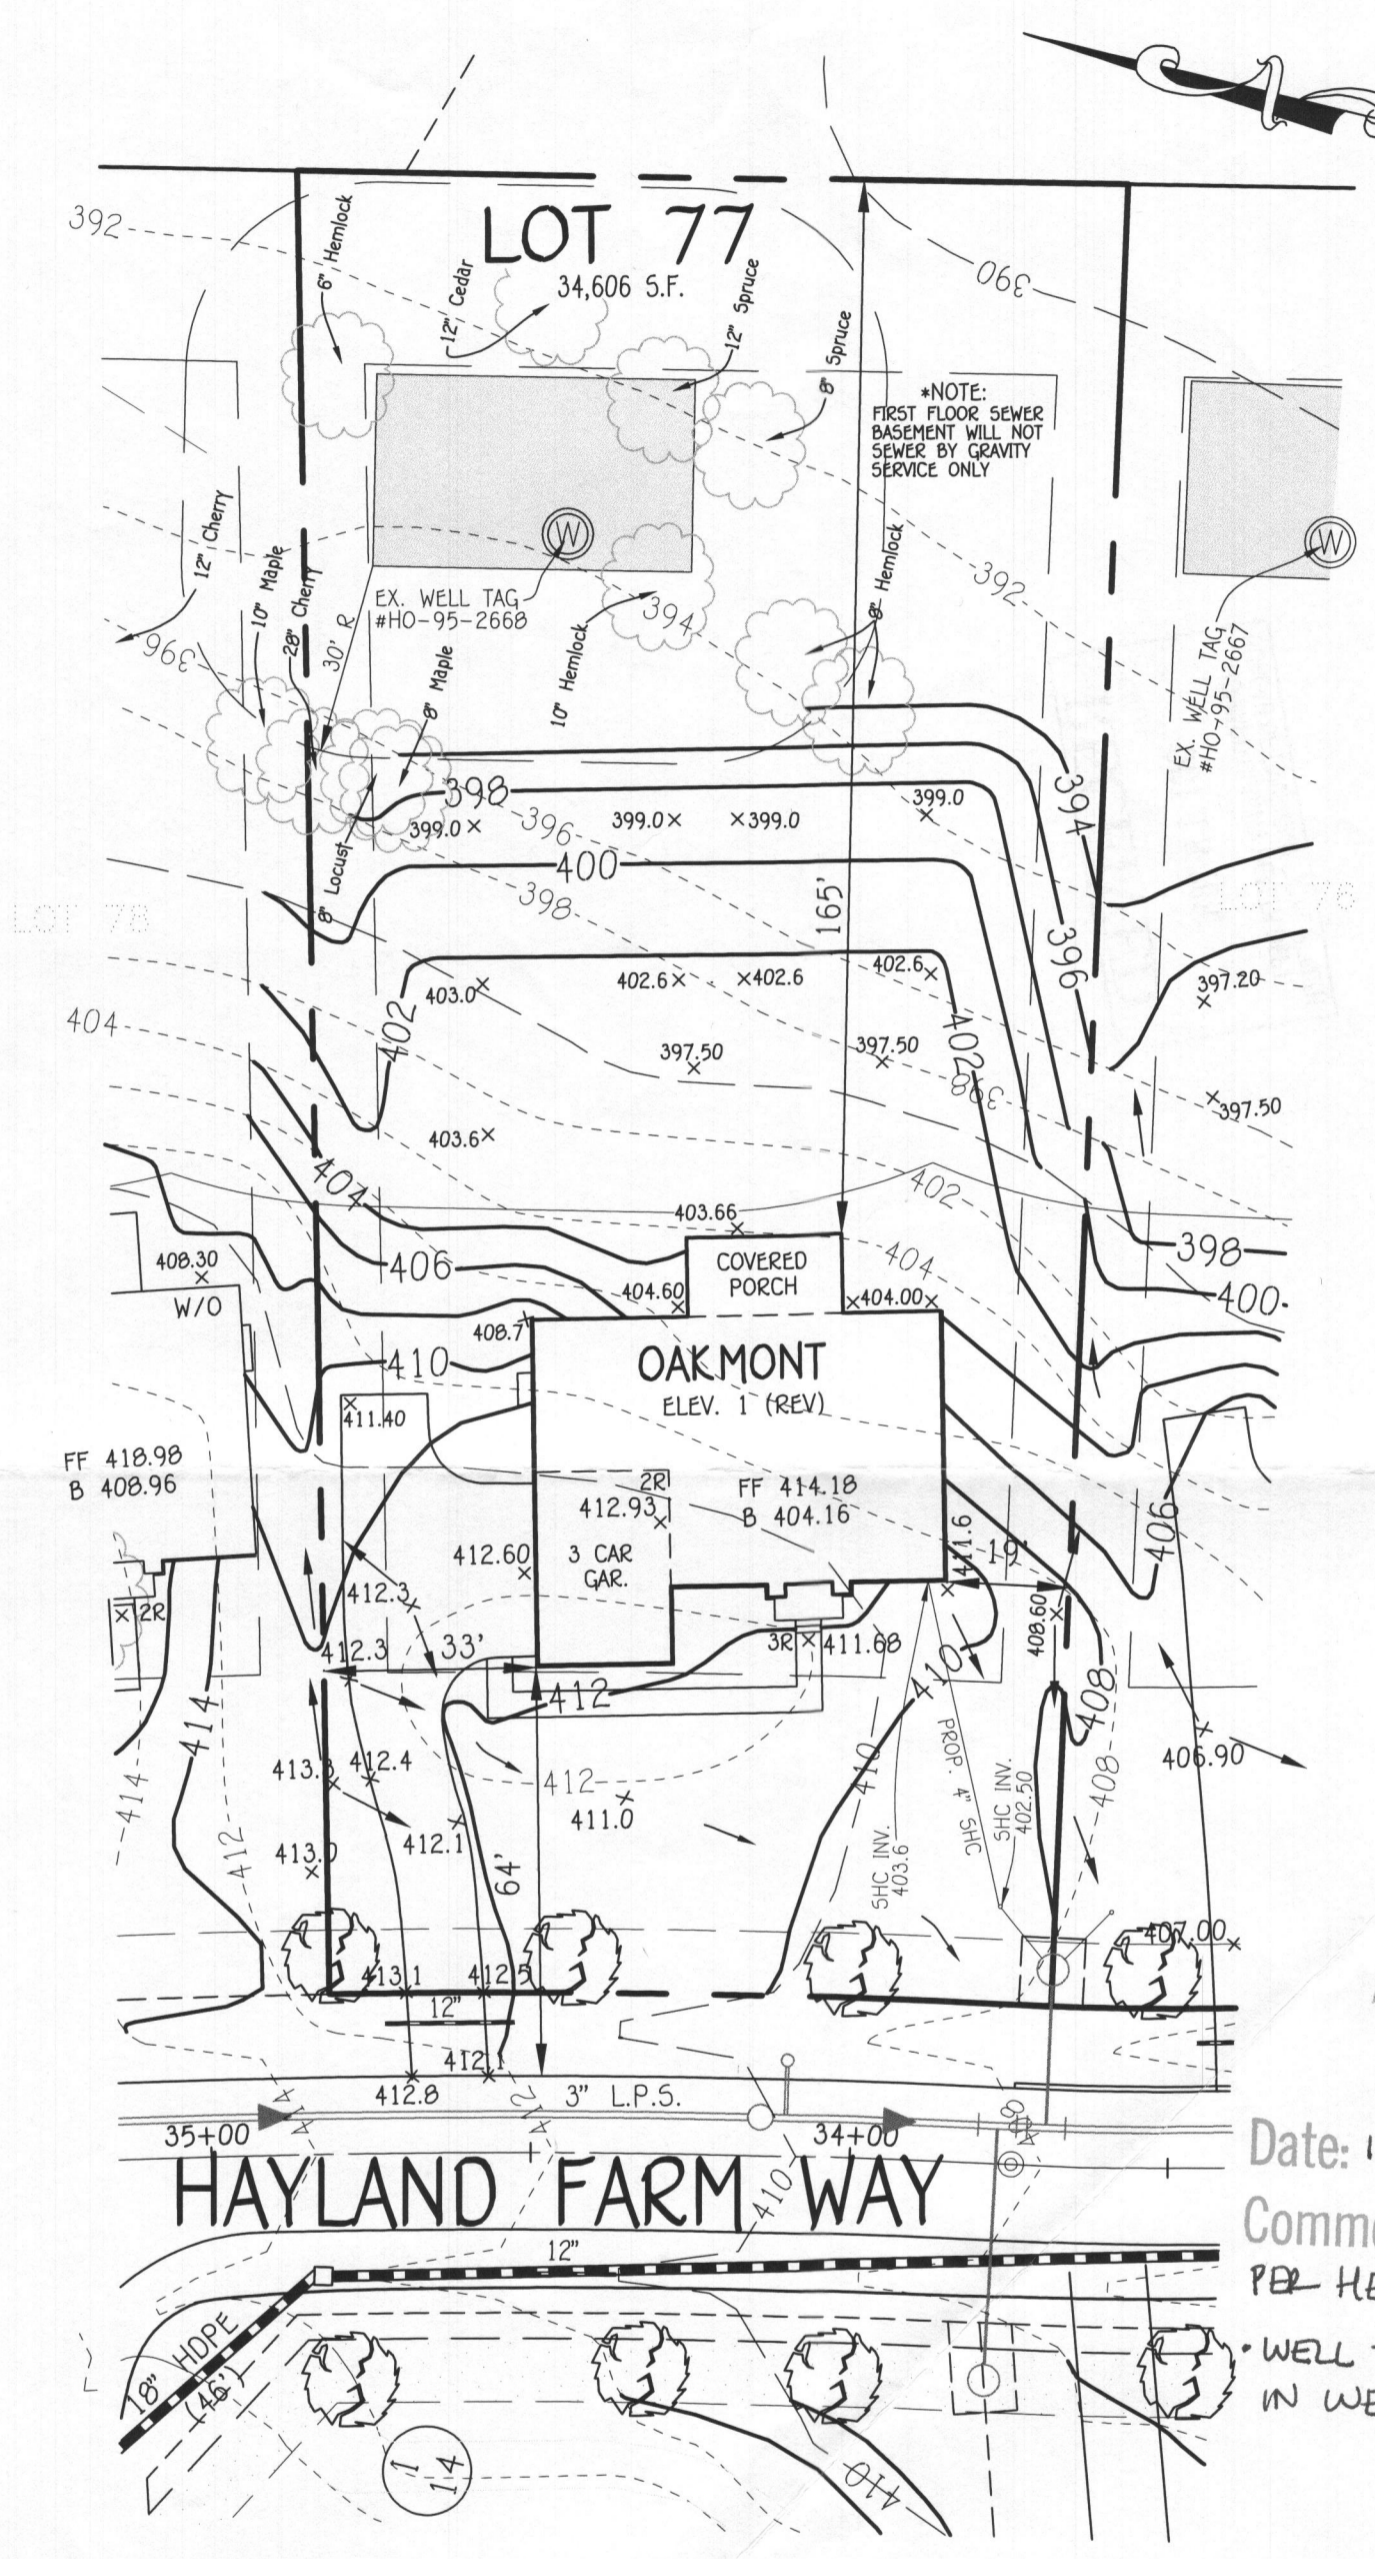 392
6" Hemlock
LOT 77
34,606 S.F.
12" Cedar
12" Spruce
8" Spruce
390
*NOTE:
FIRST FLOOR SEWER
BASEMENT WILL NOT
SEWER BY GRAVITY
SERVICE ONLY
12" Cherry
10" Maple
28" Cherry
W
W
EX. WELL TAG
#HO-95-2668
394
8" Hemlock
392
396
30' R
8" Maple
10" Hemlock
EX. WELL TAG
#HO-95-2667
398
399.0
396
399.0
399.0
399.0
394
8" Locust
400
398
165'
LOT 78
LOT 76
396
403.0
402.6
402.6
402.6
397.20
404
402
397.50
397.50
402
398
397.50
403.6
404
402
403.66
408.30
W/O
406
COVERED
PORCH
404
398
404.60
404.00
400
408.7
410
OAKMONT
ELEV. 1 (REV)
411.40
FF 418.98
B 408.96
2R
412.93
FF 414.18
B 404.16
406
412.60
3 CAR
GAR.
411.6
19'
412.3
2R
408.60
412.3
33'
3R
411.68
410
412
408
414
PROP. 4" SHC
406.90
413.3
412.4
414
412
410
408
411.0
SHC INV.
402.50
412.1
412
413.0
64'
SHC INV.
403.6
407.00
413.1
412.5
12"
412.1
412.8
3" L.P.S.
414
412
408
35+00
34+00
HAYLAND FARM WAY
410
Date:
12"
PER HE
18" HDPE
(46')
• WELL
IN WE
1
14
410